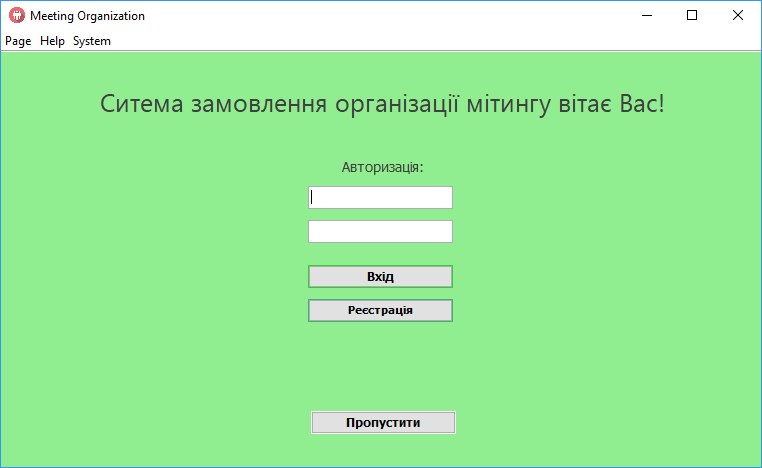 Meeting Organization
Page Help System
Ситема замовлення організації мітингу вітає Вас!
Авторизація:
Вхід
Реєстрація
Пропустити